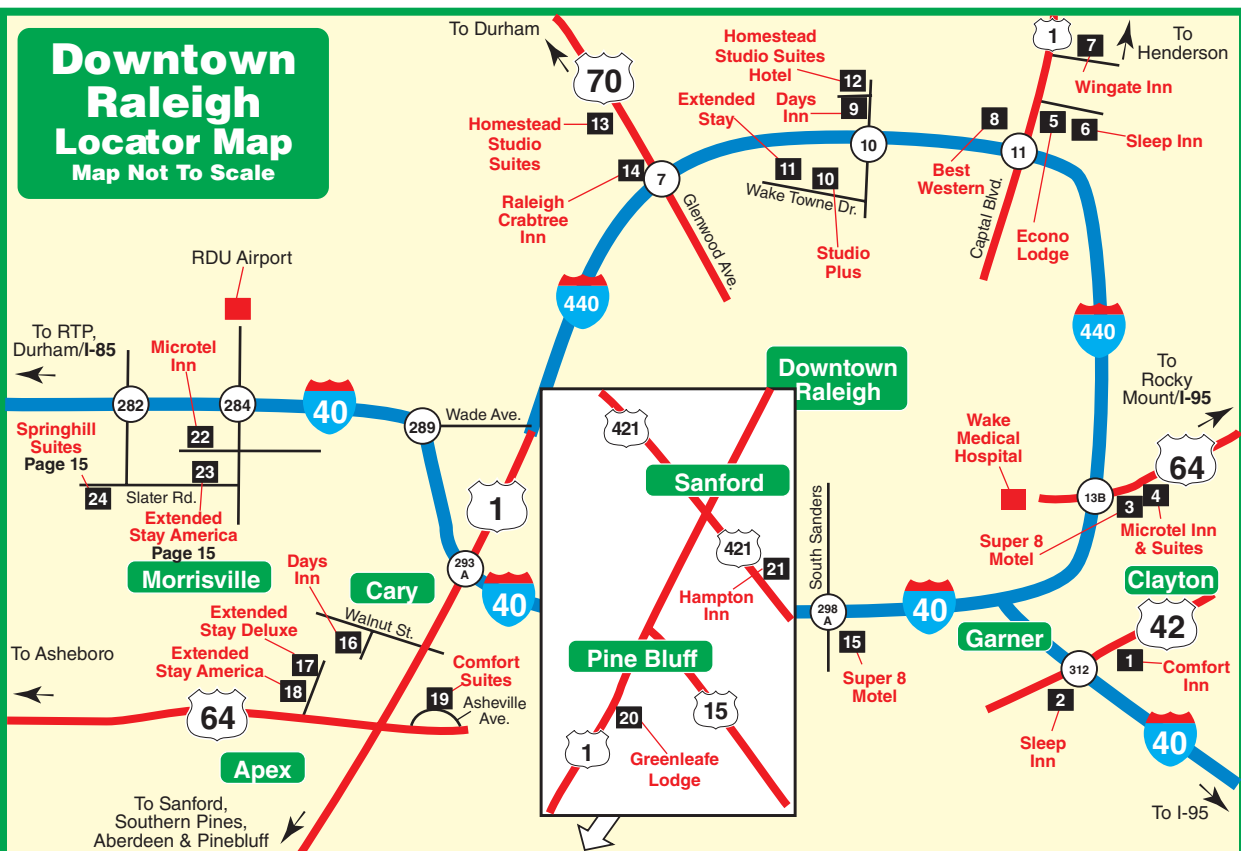 Downtown
Raleigh
Locator Map
Map Not To Scale
To Durham
70
Homestead
Studio
Suites
13
14
7
Raleigh
Crabtree
Inn
Glenwood Ave.
Homestead
Studio Suites
Hotel
12
Extended
Stay
Days
Inn
9
10
11
10
Wake Towne Dr.
Studio
Plus
1
7
To
Henderson
Wingate Inn
8
5
6
Sleep Inn
11
Best
Western
Captal Blvd.
Econo
Lodge
440
440
RDU Airport
To RTP,
Durham/I-85
Microtel
Inn
282
284
40
289
Wade Ave.
22
Springhill
Suites
Page 15
23
24
Slater Rd.
Extended
Stay America
Page 15
Morrisville
1
293
A
40
Cary
Days
Inn
Walnut St.
16
Extended
Stay Deluxe
17
Extended
Stay America
18
To Asheboro
64
Comfort
Suites
19
Asheville
Ave.
Apex
To Sanford,
Southern Pines,
Aberdeen & Pinebluff
Downtown
Raleigh
421
Sanford
421
21
Hampton
Inn
Pine Bluff
15
20
1
Greenleafe
Lodge
South Sanders
298
A
15
Super 8
Motel
40
To
Rocky
Mount/I-95
Wake
Medical
Hospital
64
13B
3
4
Super 8
Motel
Microtel Inn
& Suites
Clayton
42
Garner
312
1
Comfort
Inn
2
Sleep
Inn
40
To I-95